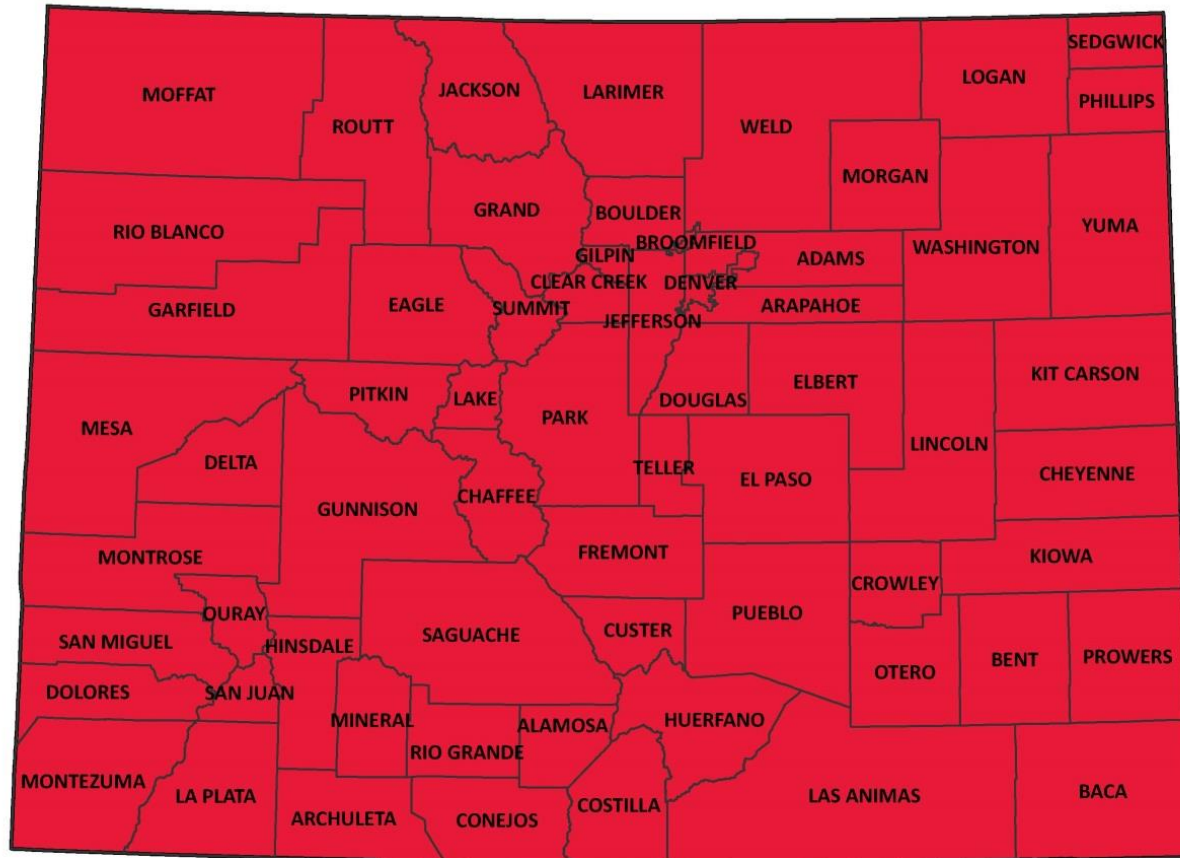 SEDGWICK
LOGAN
JACKSON
LARIMER
MOFFAT
PHILLIPS
ROUTT
WELD
MORGAN
GRAND
BOULDER
YUMA
RIO BLANCO
BROOMFIELD
WASHINGTON
GILPIN
ADAMS
CLEAR CREEK
DENVER
EAGLE
ARAPAHOE
GARFIELD
SUMMIT
JEFFERSON
KIT CARSON
ELBERT
PITKIN
LAKE
DOUGLAS
PARK
MESA
LINCOLN
DELTA
TELLER
CHEYENNE
EL PASO
CHAFFEE
GUNNISON
FREMONT
KIOWA
MONTROSE
CROWLEY
OURAY
PUEBLO
CUSTER
SAGUACHE
SAN MIGUEL
HINSDALE
BENT
PROWERS
OTERO
DOLORES
SAN JUAN
MINERAL
ALAMOSA
HUERFANO
RIO GRANDE
MONTEZUMA
LA PLATA
LAS ANIMAS
BACA
COSTILLA
ARCHULETA
CONEJOS